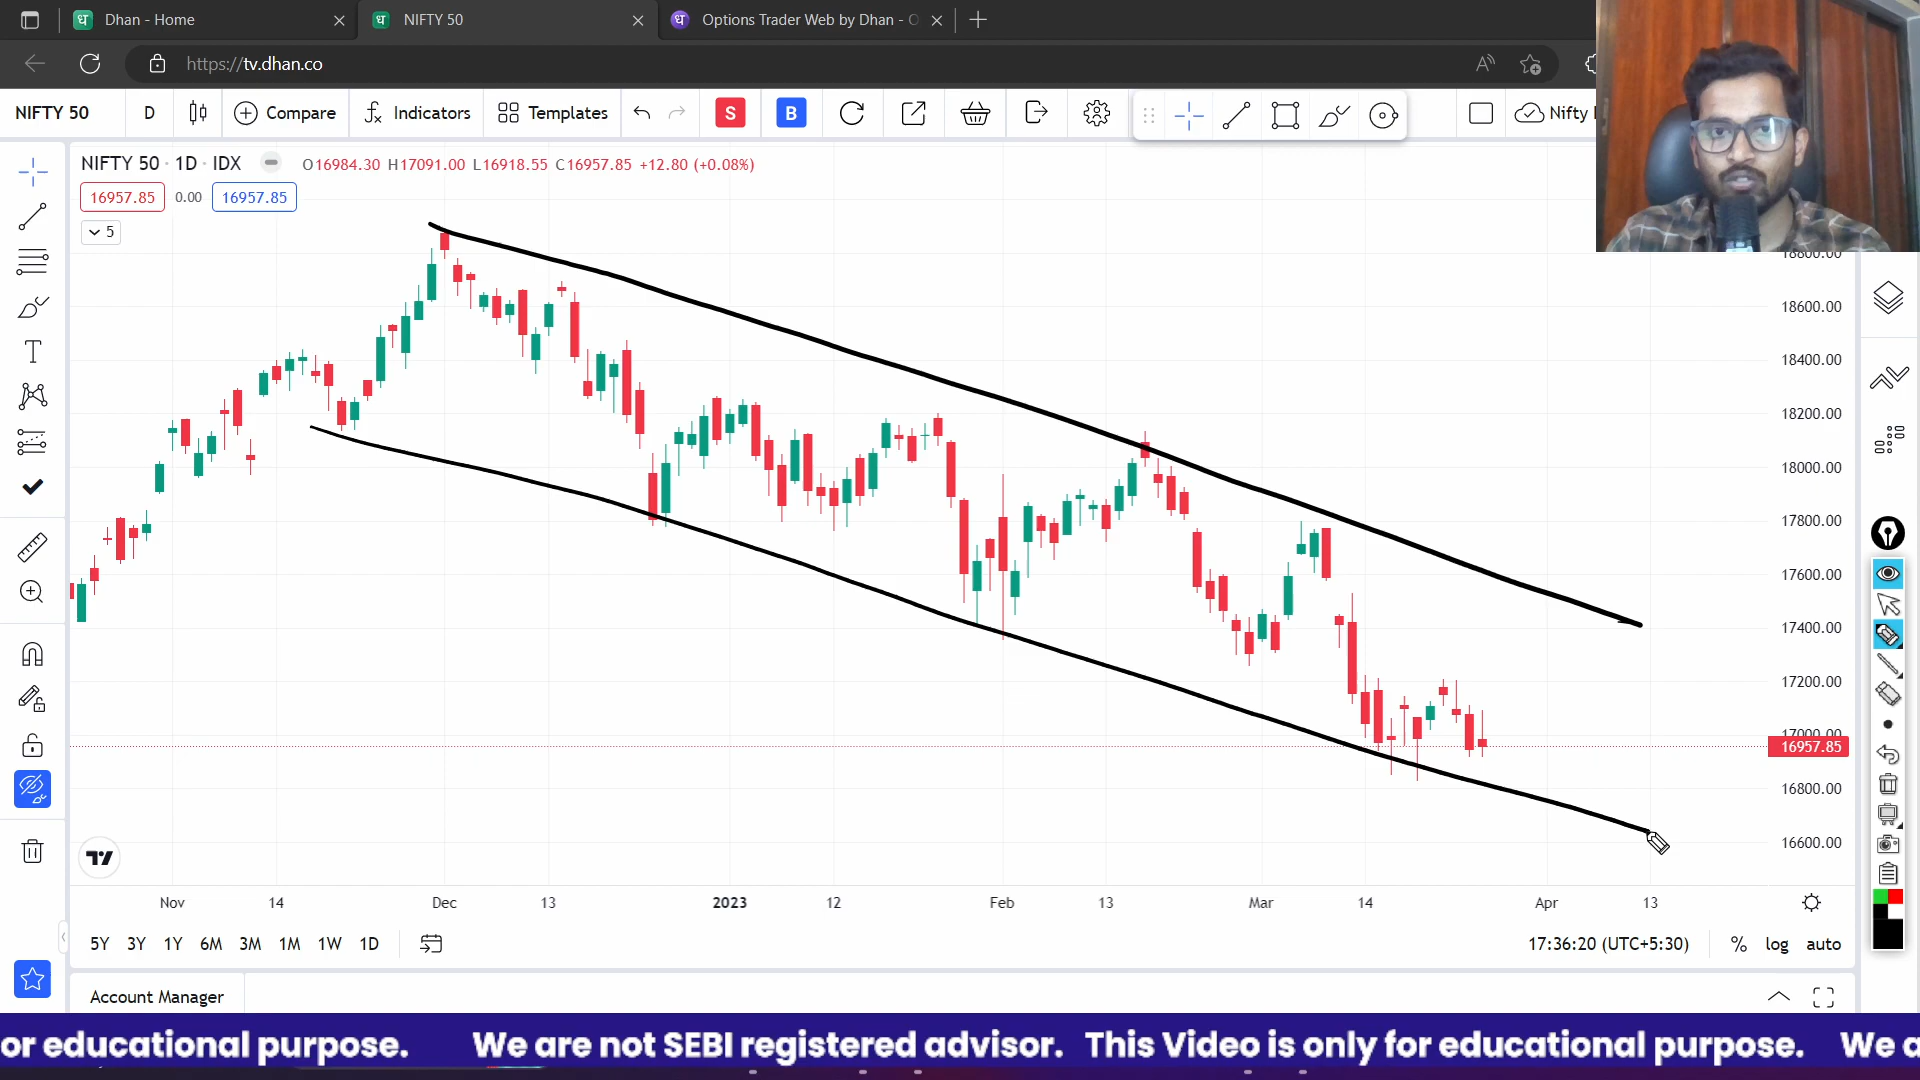 Dhan - Home
NIFTY 50
Options Trader Web by Dhan - O
https://tv.dhan.co
NIFTY 50
D
Compare
Indicators
Templates
S
B
Nifty
NIFTY 50 · 1D · IDX
O16984.30 H17091.00 L16918.55 C16957.85 +12.80 (+0.08%)
16957.85
0.00
16957.85
5
18800.00
18600.00
18400.00
18200.00
18000.00
17800.00
17600.00
17400.00
17200.00
17000.00
16957.85
16800.00
16600.00
Nov
14
Dec
13
2023
12
Feb
13
Mar
14
Apr
13
5Y
3Y
1Y
6M
3M
1M
1W
1D
17:36:20 (UTC+5:30)
%
log
auto
Account Manager
or educational purpose. We are not SEBI registered advisor. This Video is only for educational purpose. We a